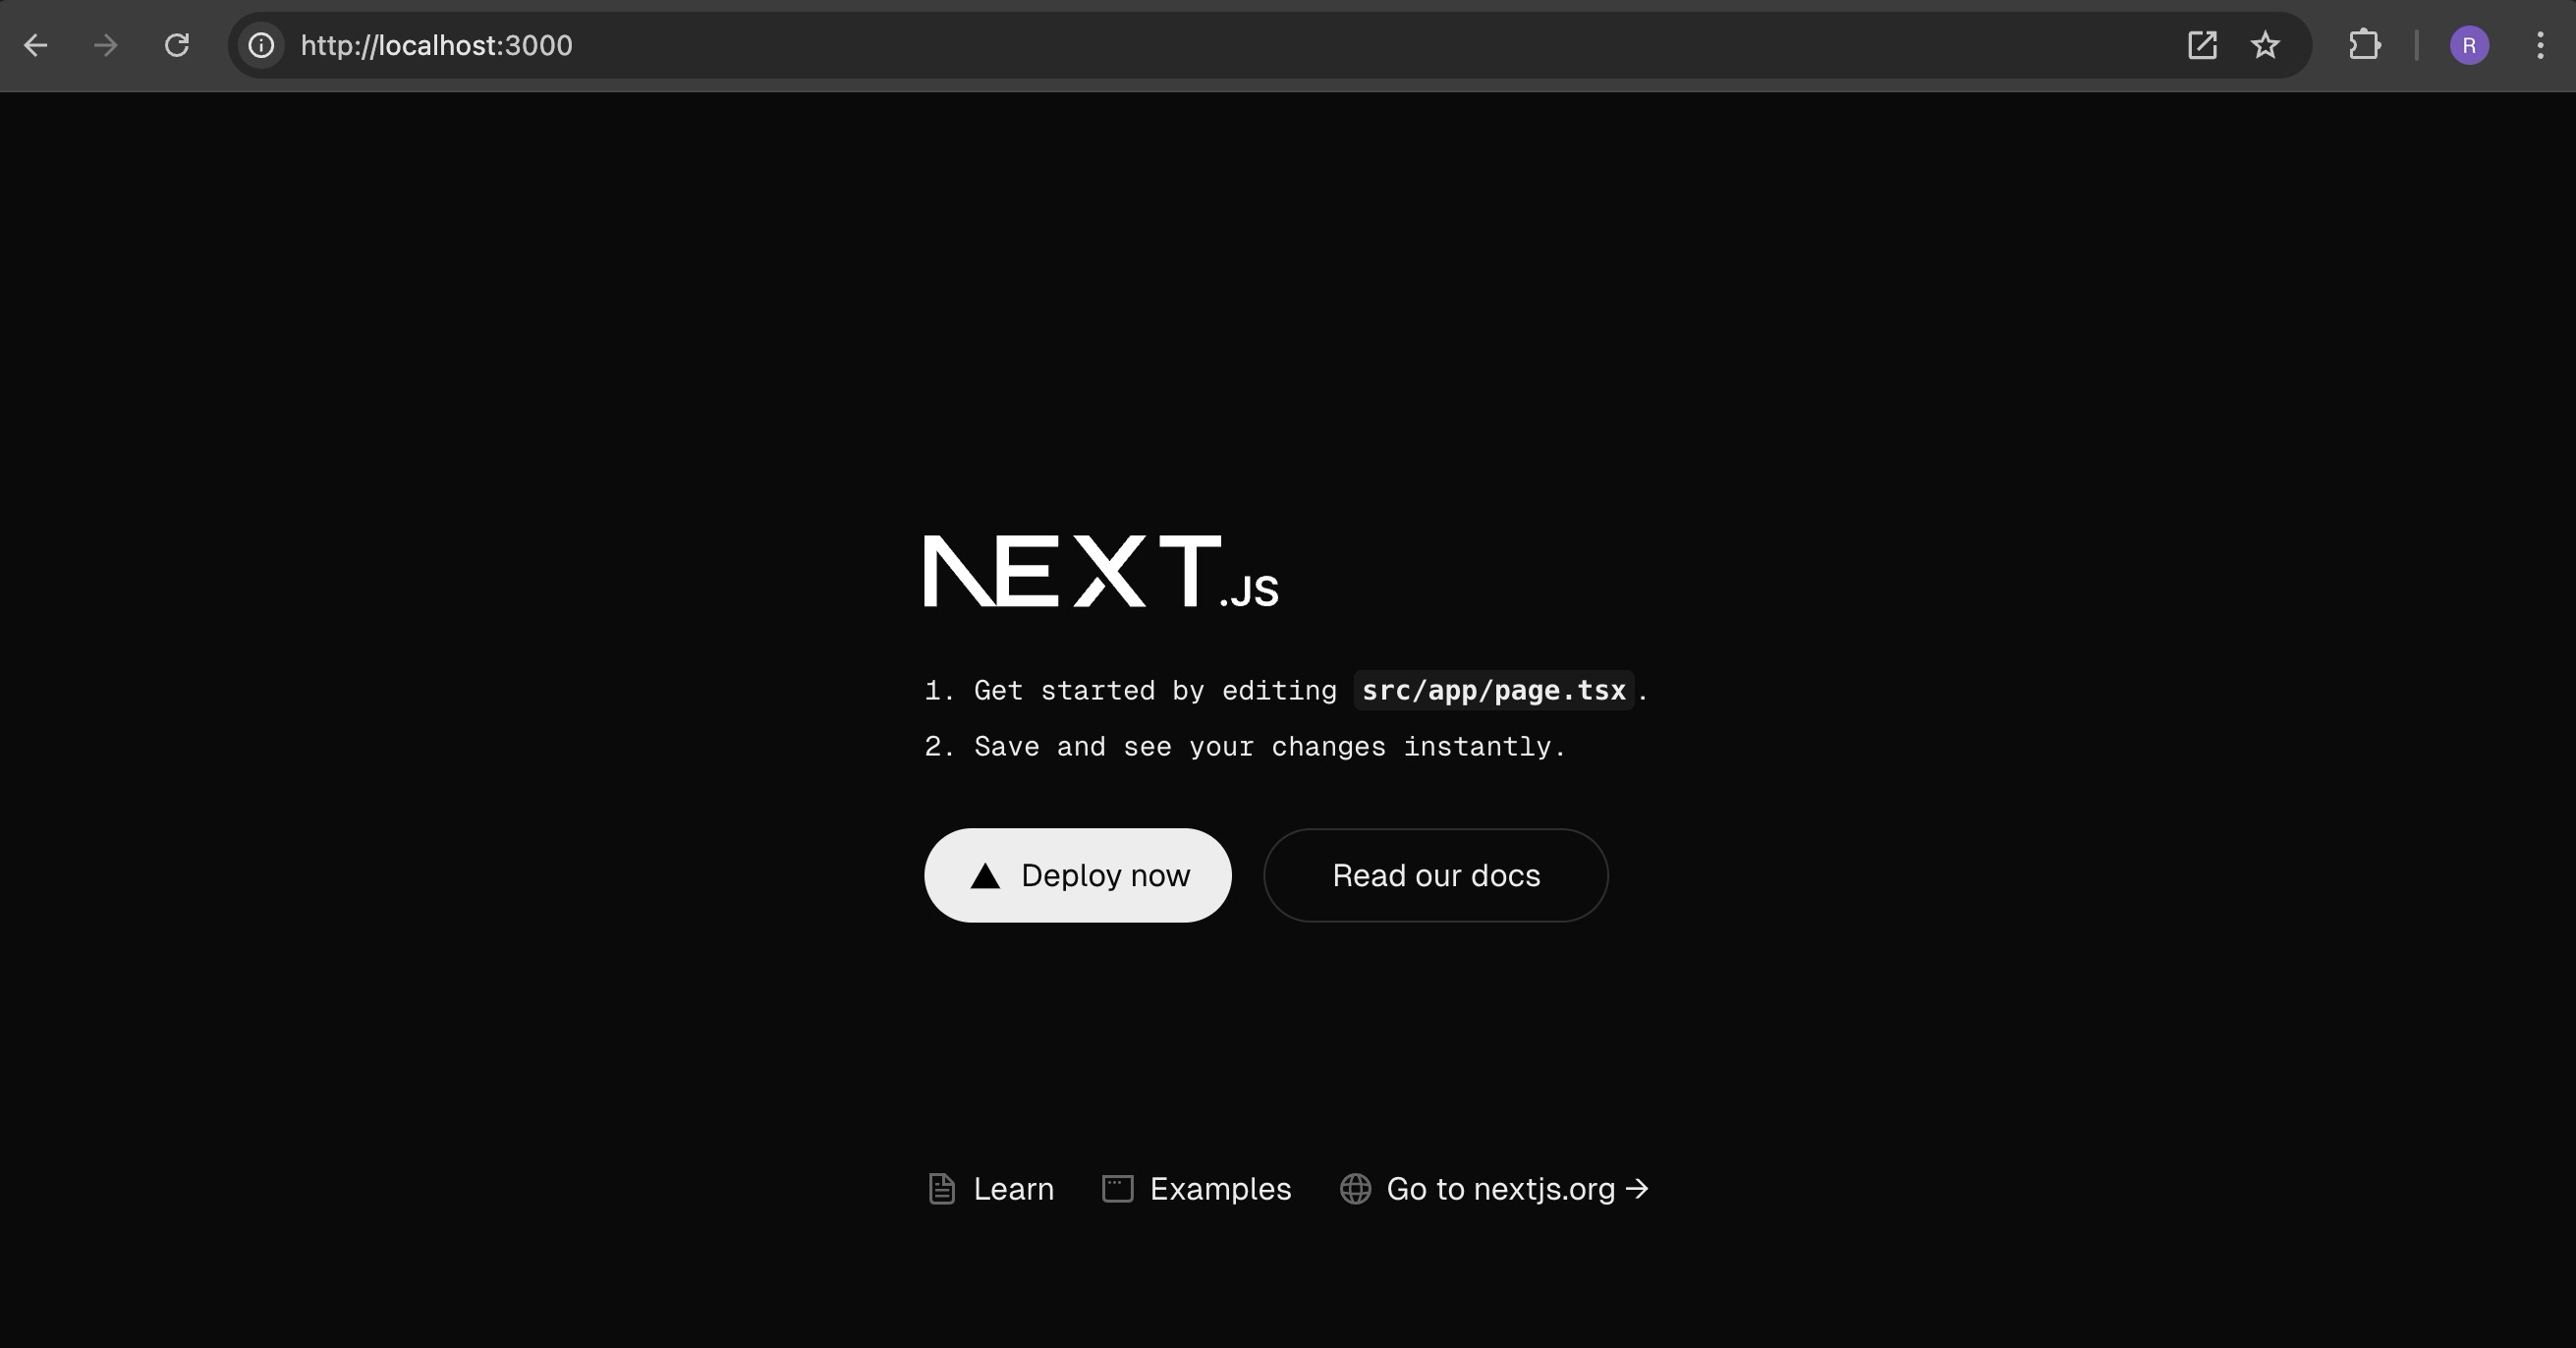 http://localhost:3000
R
NEXT.JS
1. Get started by editing src/app/page.tsx.
2. Save and see your changes instantly.
Deploy now
Read our docs
Learn
Examples
Go to nextjs.org →